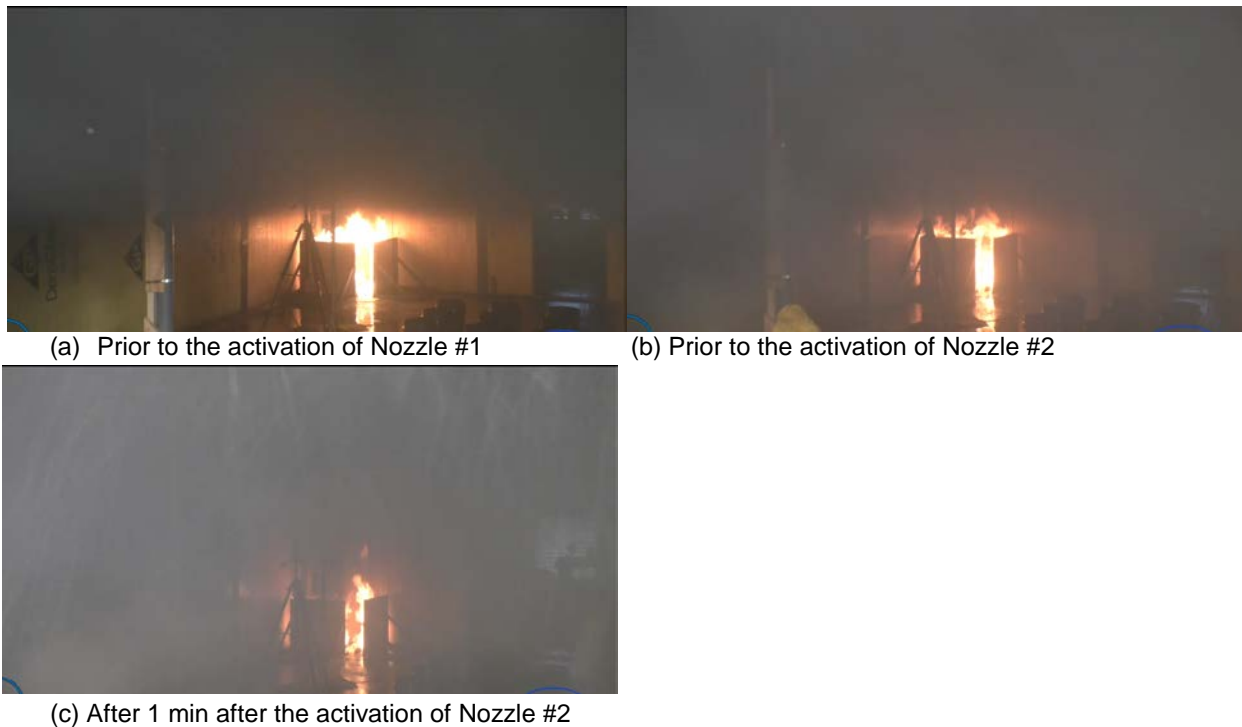 (a) Prior to the activation of Nozzle #1
(b) Prior to the activation of Nozzle #2
(c) After 1 min after the activation of Nozzle #2